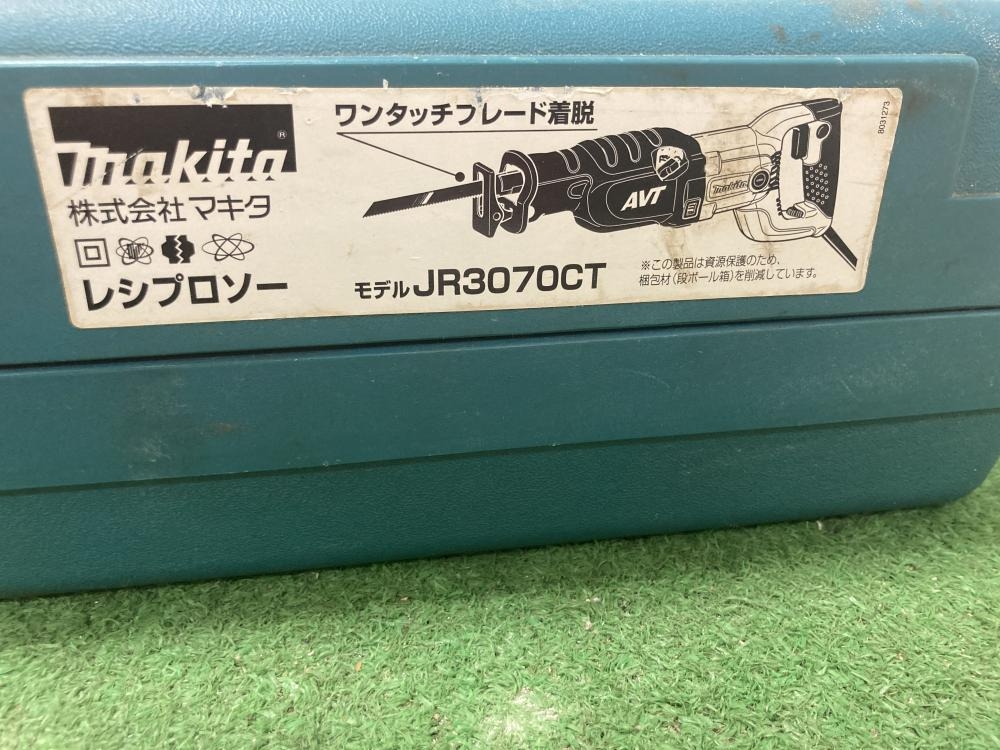 makita®
株式会社マキタ
レシプロソー
ワンタッチブレード着脱
AVT
makita
モデル JR3070CT
※この製品は資源保護のため、
梱包材(段ボール箱)を削減しています。
8031273